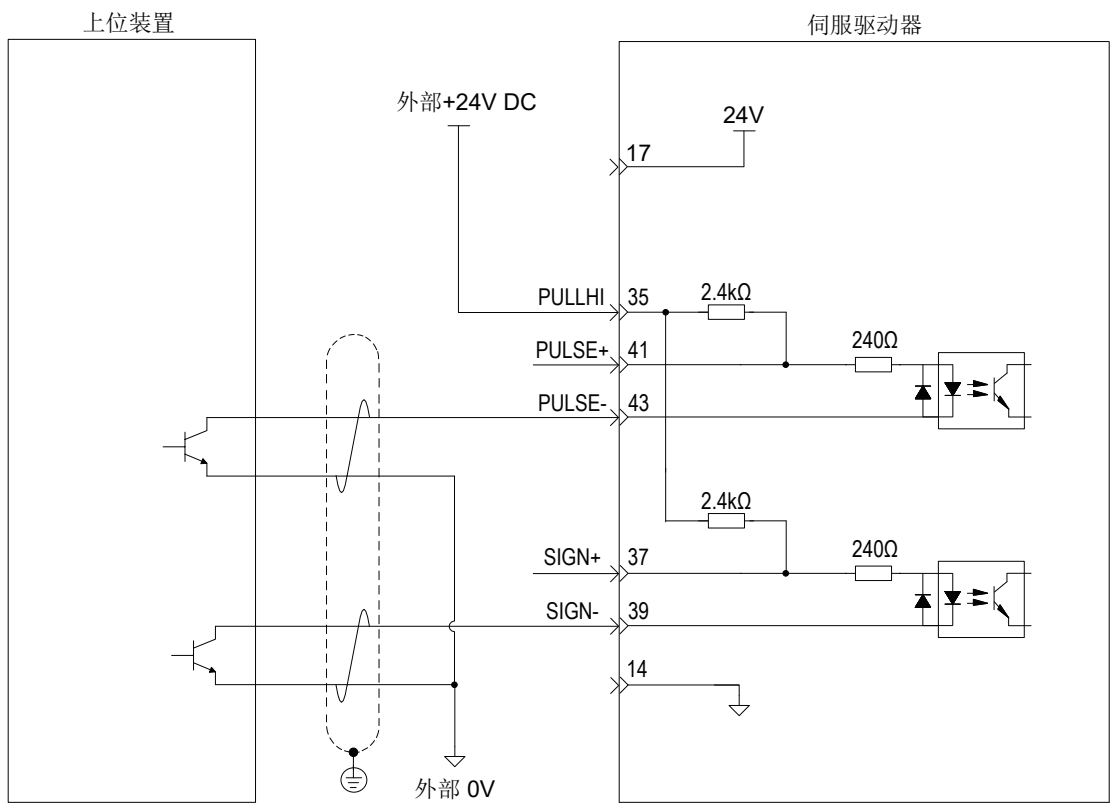 上位装置
伺服驱动器
外部+24V DC
24V
17
PULLHI 35 2.4kΩ
PULSE+ 41 240Ω
PULSE- 43
2.4kΩ
SIGN+ 37 240Ω
SIGN- 39
14
外部 0V